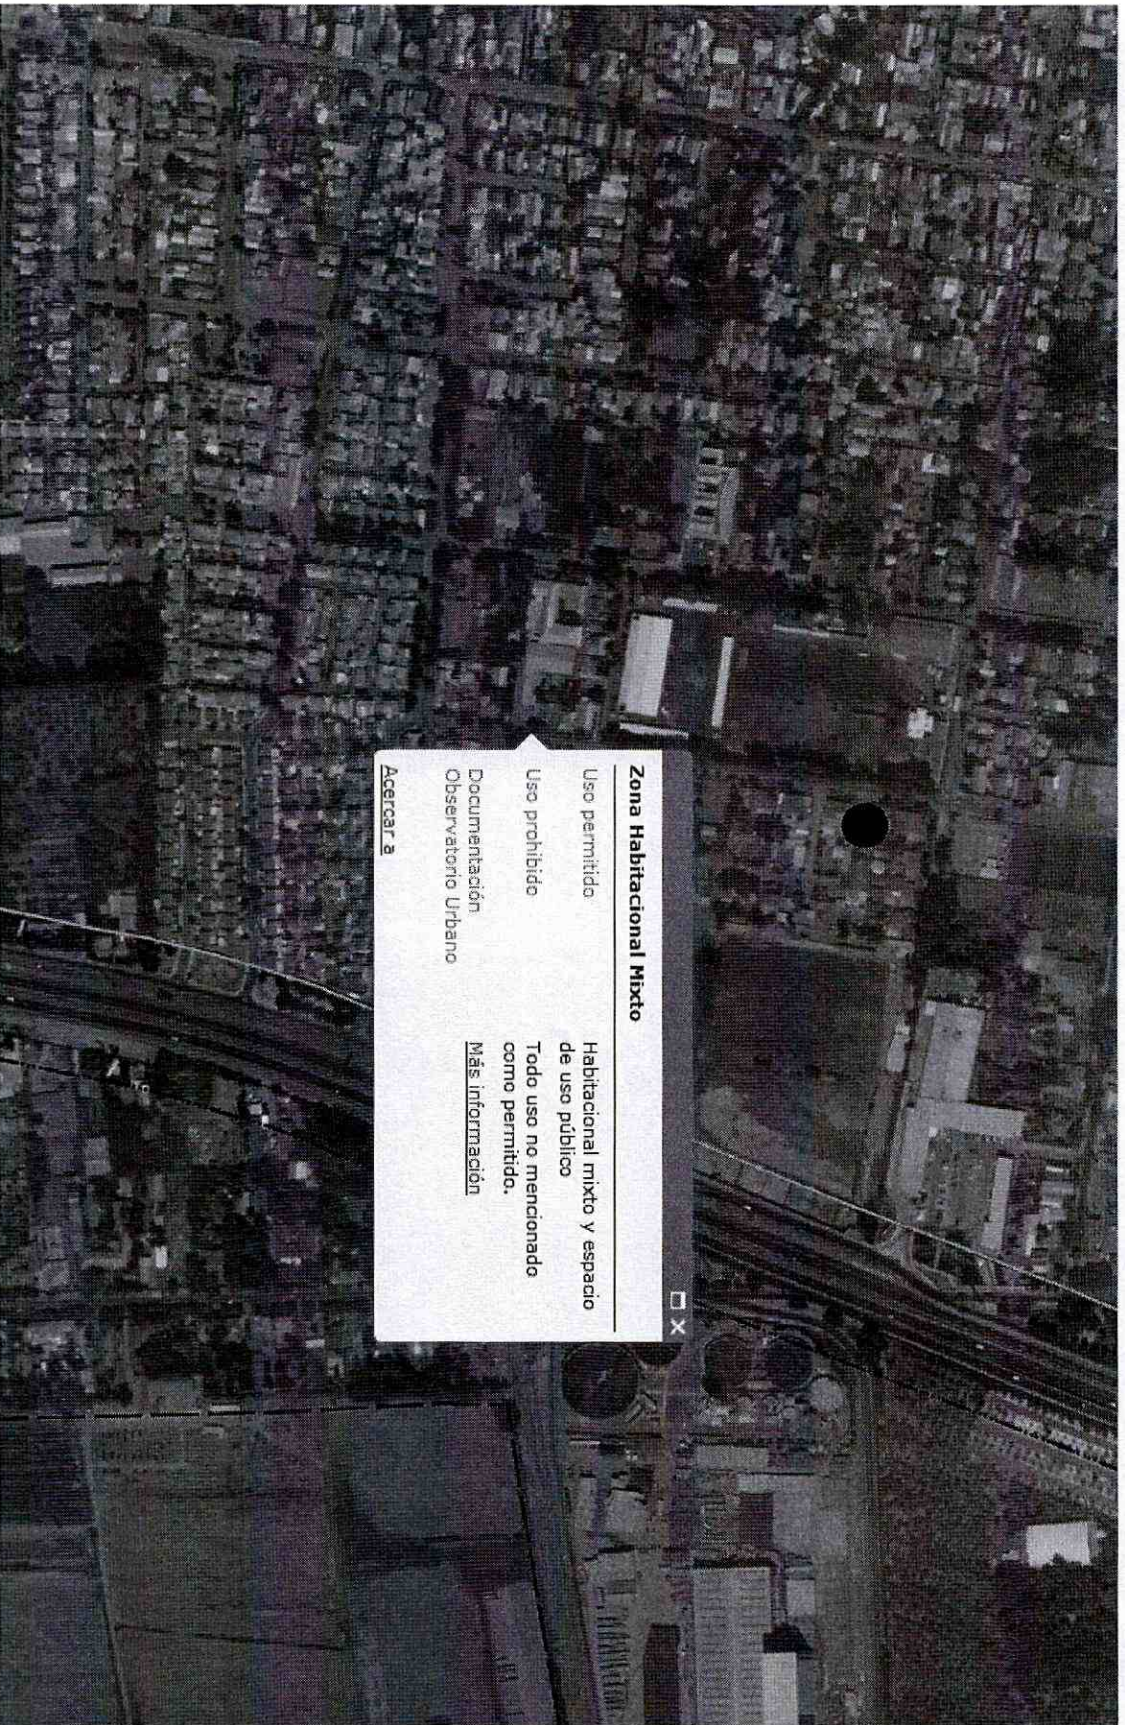 Zona Habitacional Mixto
Uso permitido Habitacional mixto y espacio
de uso público
Uso prohibido Todo uso no mencionado
como permitido.
Documentación Más información
Observatorio Urbano
Acercar a